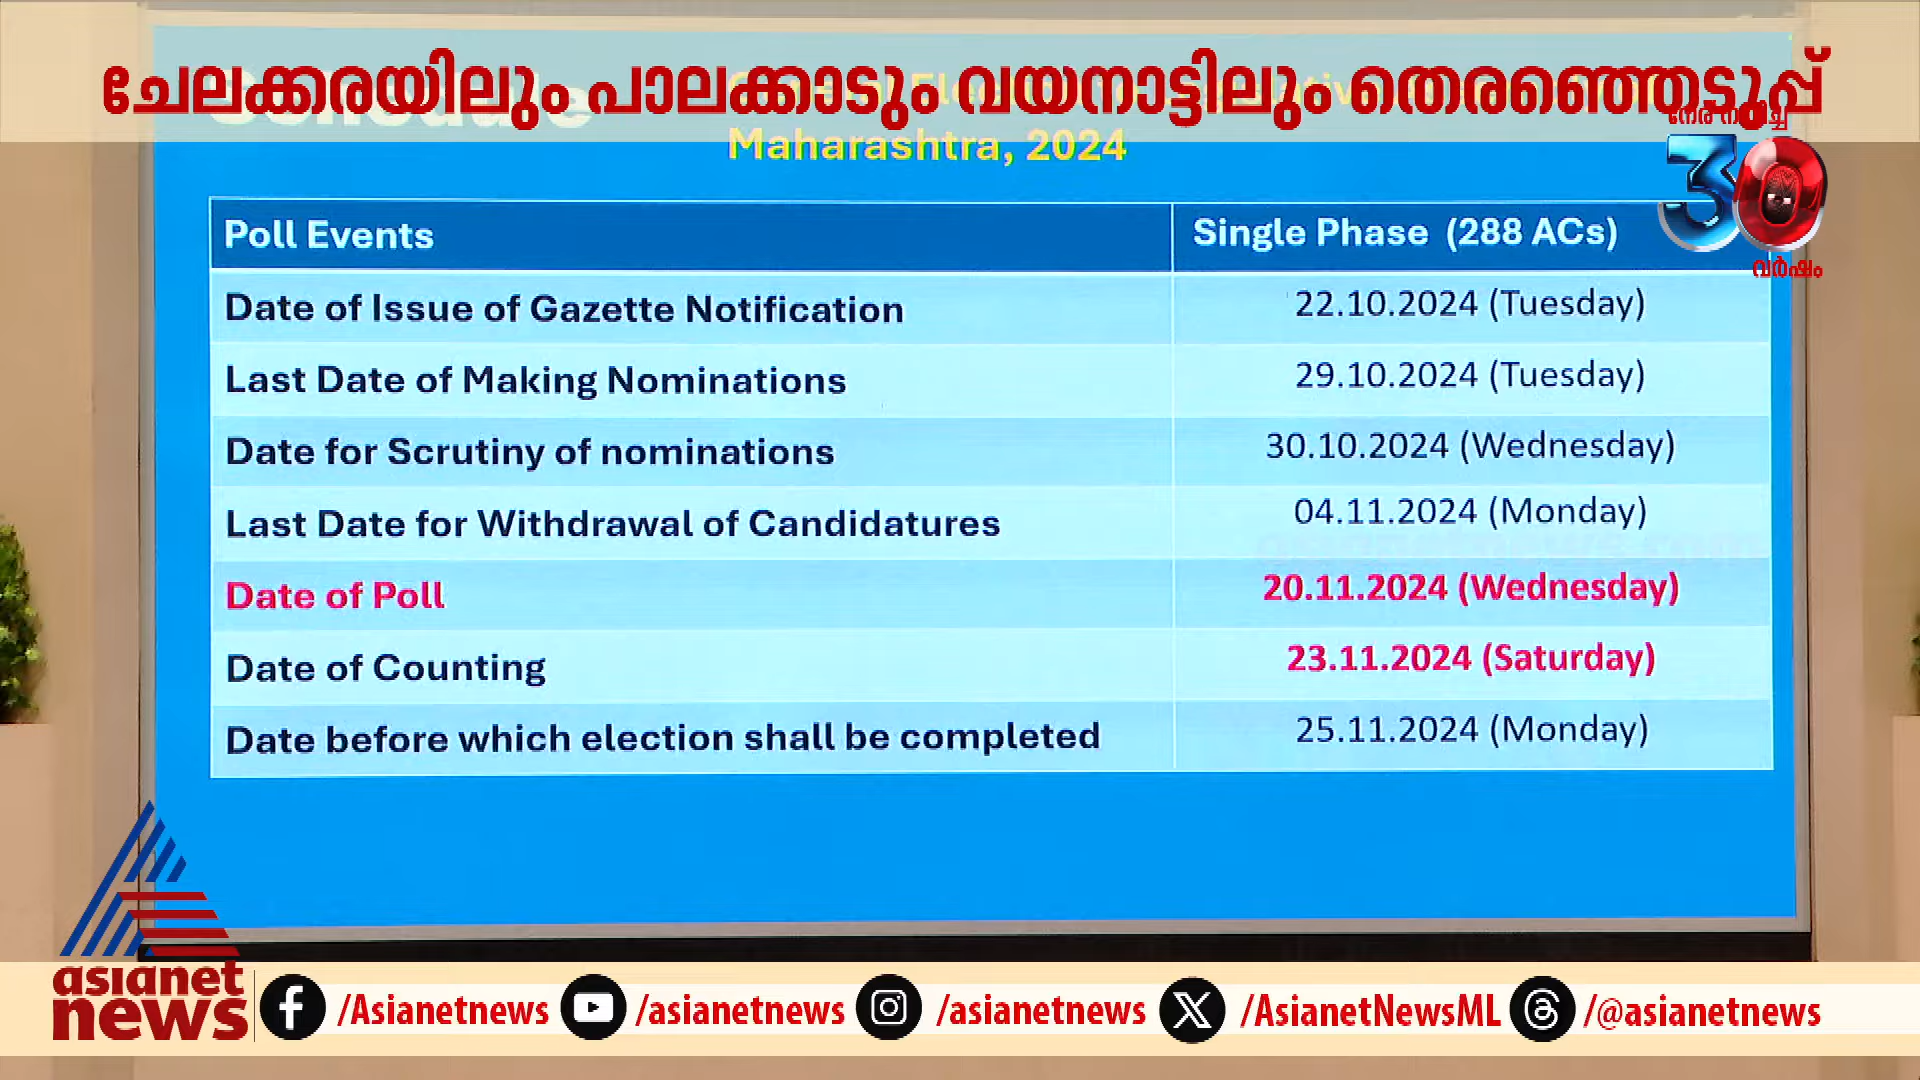 ചേലക്കരയിലും പാലക്കാടും വയനാട്ടിലും തെരഞ്ഞെടുപ്പ്
Schedule
Maharashtra, 2024
30
വർഷം
Poll Events Single Phase (288 ACs)
Date of Issue of Gazette Notification 22.10.2024 (Tuesday)
Last Date of Making Nominations 29.10.2024 (Tuesday)
Date for Scrutiny of nominations 30.10.2024 (Wednesday)
Last Date for Withdrawal of Candidatures 04.11.2024 (Monday)
Date of Poll 20.11.2024 (Wednesday)
Date of Counting 23.11.2024 (Saturday)
Date before which election shall be completed 25.11.2024 (Monday)
asianet
news
/Asianetnews /asianetnews /asianetnews /AsianetNewsML /@asianetnews